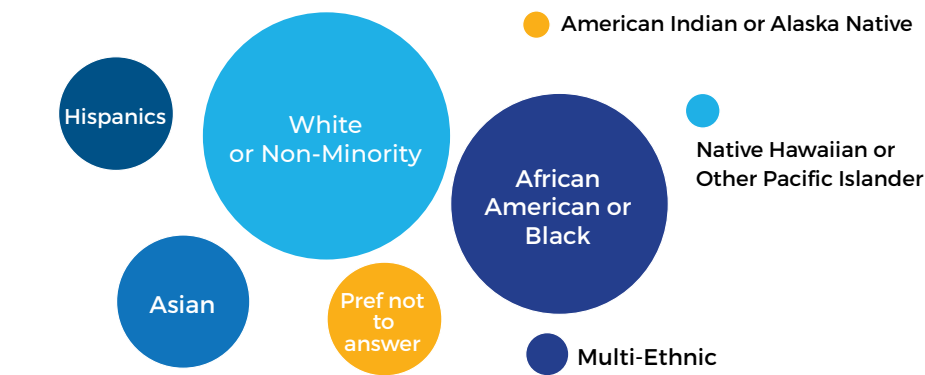 American Indian or Alaska Native
Hispanics
White
or Non-Minority
African
American or
Black
Native Hawaiian or
Other Pacific Islander
Asian
Pref not
to
answer
Multi-Ethnic